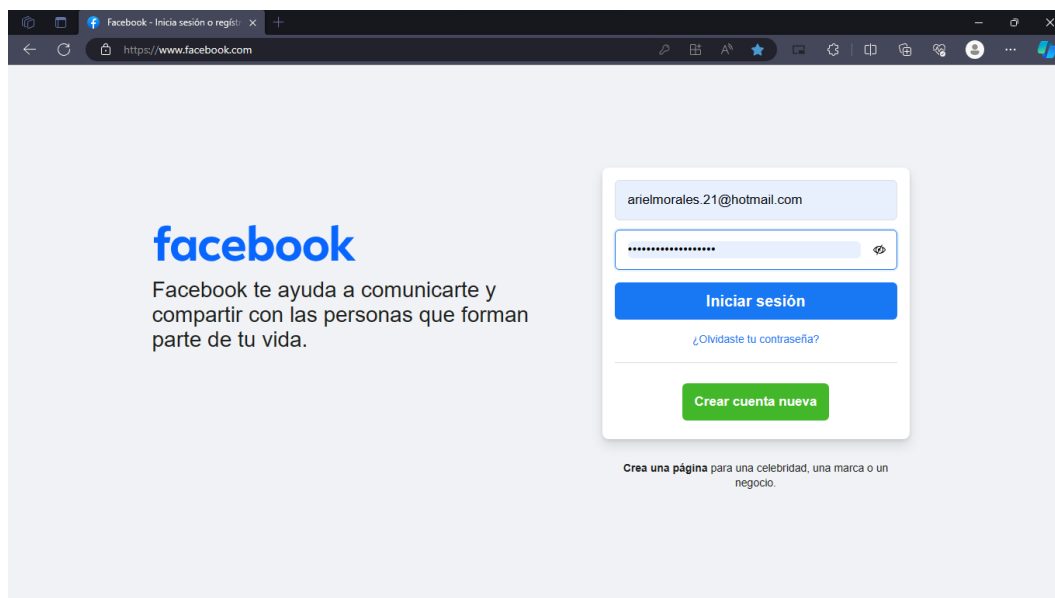 Facebook - Inicia sesión o regístr
https://www.facebook.com
facebook
Facebook te ayuda a comunicarte y
compartir con las personas que forman
parte de tu vida.
arielmorales.21@hotmail.com
Iniciar sesión
¿Olvidaste tu contraseña?
Crear cuenta nueva
Crea una página para una celebridad, una marca o un
negocio.